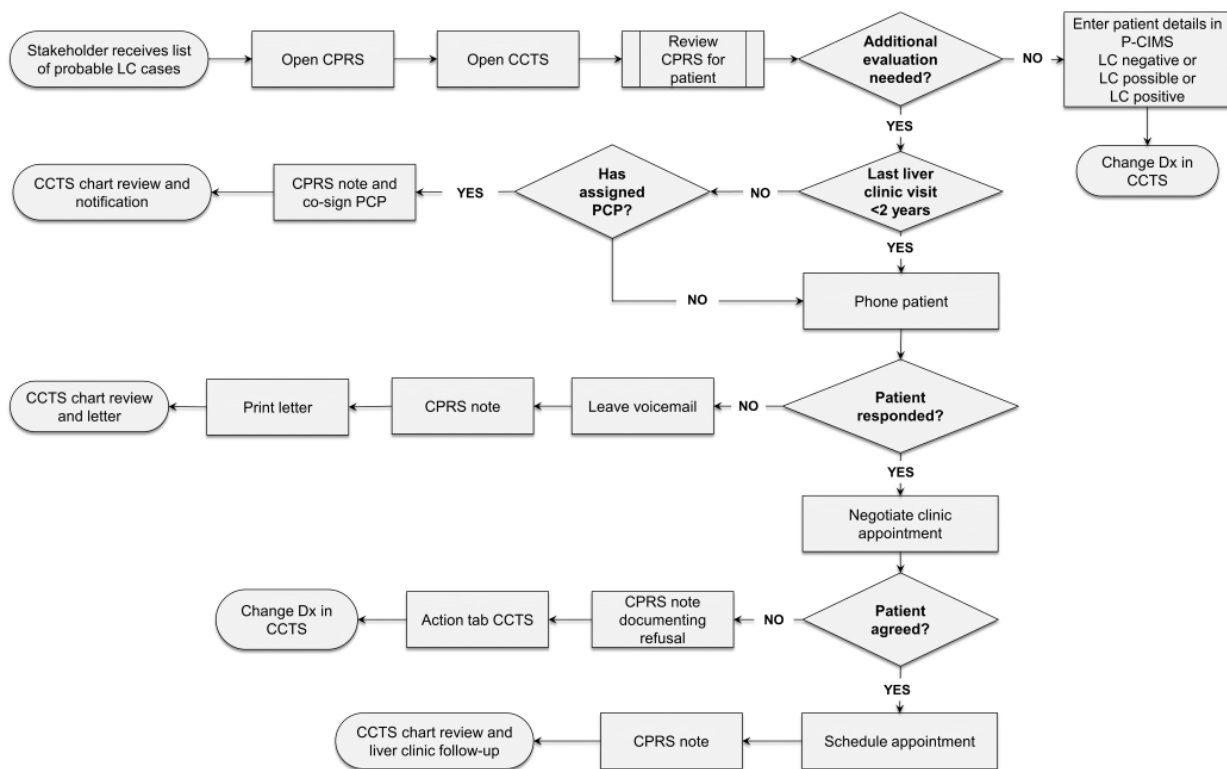 Stakeholder receives list
of probable LC cases
Open CPRS
Open CCTS
Review
CPRS for
patient
Additional
evaluation
needed?
NO
Enter patient details in
P-CIMS
LC negative or
LC possible or
LC positive
YES
Change Dx in
CCTS
CCTS chart review and
notification
CPRS note and
co-sign PCP
YES
Has
assigned
PCP?
NO
Last liver
clinic visit
<2 years
YES
NO
Phone patient
CCTS chart review
and letter
Print letter
CPRS note
Leave voicemail
NO
Patient
responded?
YES
Negotiate clinic
appointment
Change Dx in
CCTS
Action tab CCTS
CPRS note
documenting
refusal
NO
Patient
agreed?
YES
CCTS chart review and
liver clinic follow-up
CPRS note
Schedule appointment